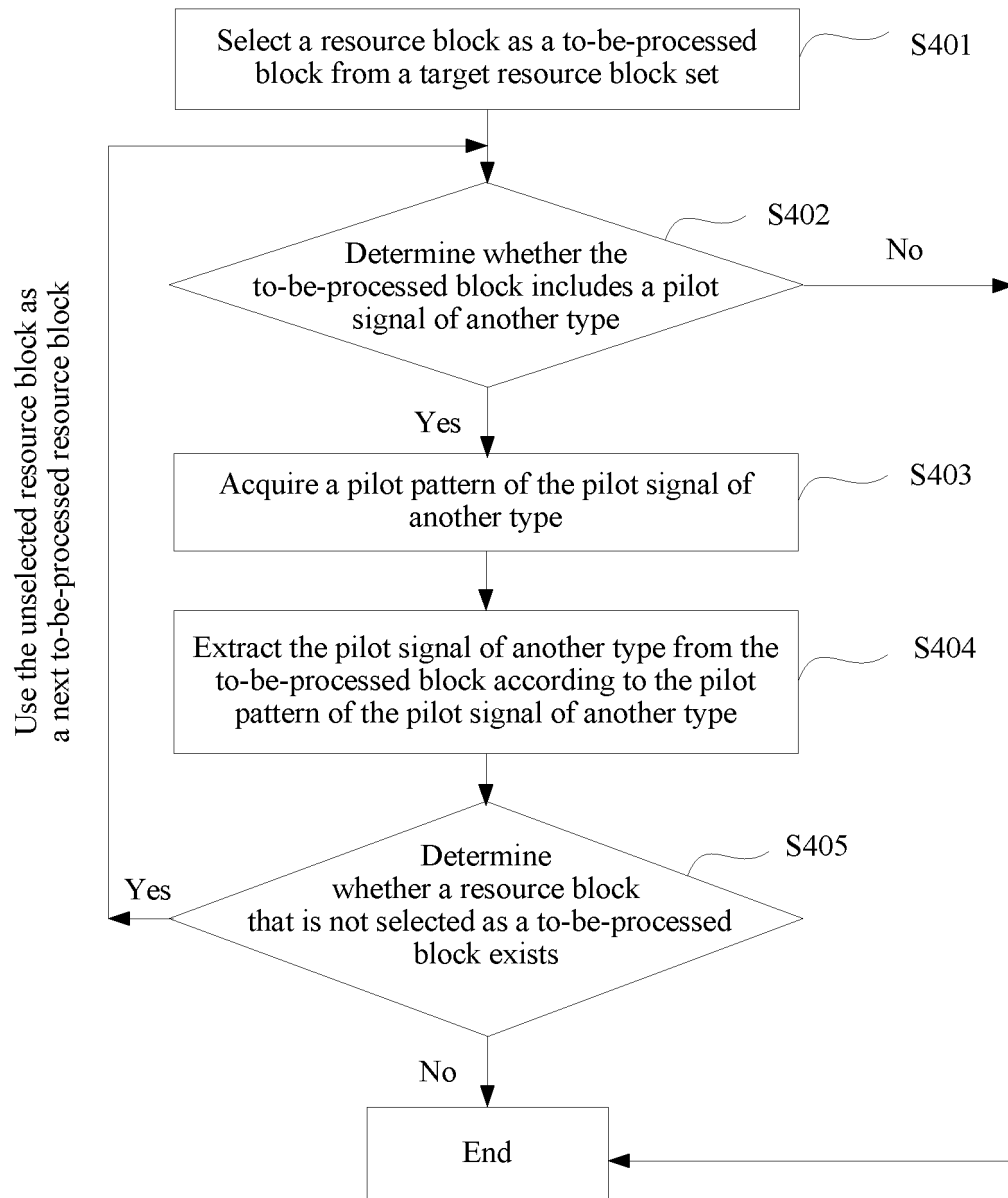 Select a resource block as a to-be-processed
block from a target resource block set
S401
S402
Determine whether the
to-be-processed block includes a pilot
signal of another type
No
Yes
Use the unselected resource block as
a next to-be-processed resource block
Acquire a pilot pattern of the pilot signal of
another type
S403
Extract the pilot signal of another type from the
to-be-processed block according to the pilot
pattern of the pilot signal of another type
S404
S405
Determine
whether a resource block
that is not selected as a to-be-processed
block exists
Yes
No
End